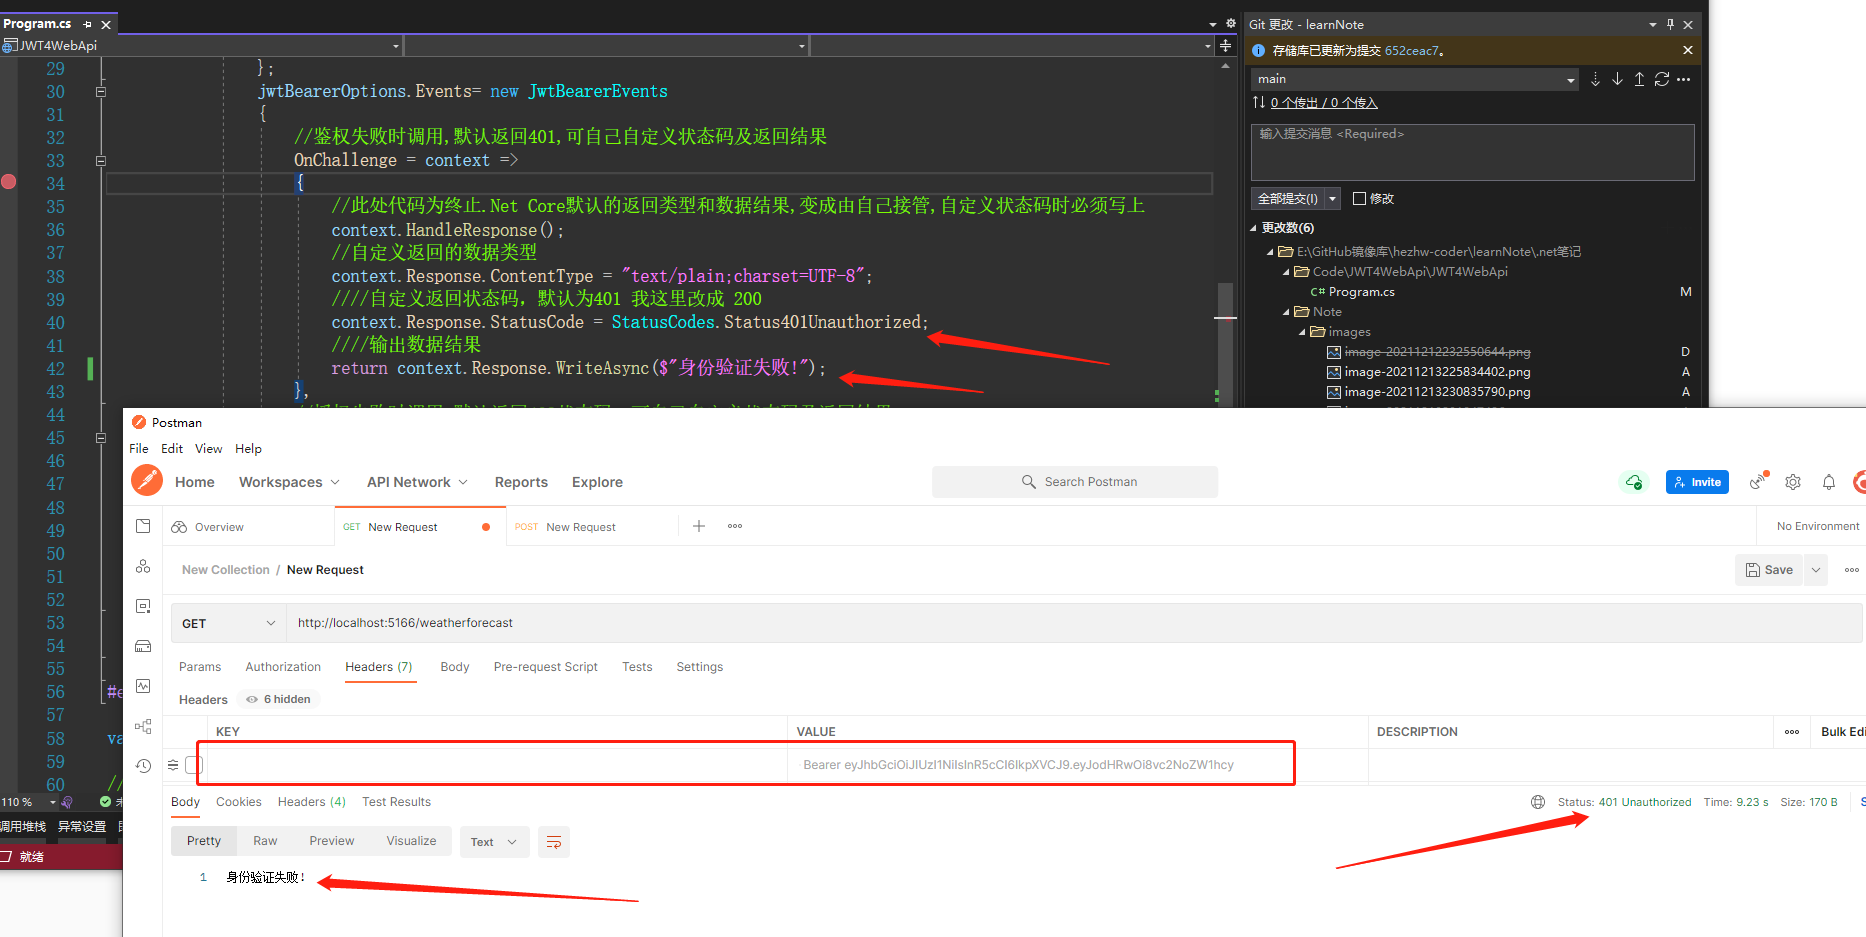 Program.cs
JWT4WebApi
29 };
30 jwtBearerOptions.Events= new JwtBearerEvents
31 {
32 //鉴权失败时调用,默认返回401,可自己自定义状态码及返回结果
33 OnChallenge = context =>
34 {
35 //此处代码为终止.Net Core默认的返回类型和数据结果,变成由自己接管,自定义状态码时必须写上
36 context.HandleResponse();
37 //自定义返回的数据类型
38 context.Response.ContentType = "text/plain;charset=UTF-8";
39 ////自定义返回状态码，默认为401 我这里改成 200
40 context.Response.StatusCode = StatusCodes.Status401Unauthorized;
41 ////输出数据结果
42 return context.Response.WriteAsync($"身份验证失败!");
43 },
44
45
46
47
48
49
50
51
52
53
54
55
56 #e
57
58 va
59
60 //
110 %
调用堆栈 异常设置
就绪
Git 更改 - learnNote
存储库已更新为提交 652ceac7。
main
0 个传出 / 0 个传入
输入提交消息 <Required>
全部提交(I) 修改
更改数(6)
E:\GitHub镜像库\hezhw-coder\learnNote\.net笔记
Code\JWT4WebApi\JWT4WebApi
C# Program.cs M
Note
images
image-20211212232550644.png D
image-20211213225834402.png A
image-20211213230835790.png A
Postman
File Edit View Help
Home Workspaces API Network Reports Explore
Search Postman
Invite
Overview
GET New Request
POST New Request
No Environment
New Collection / New Request
Save
GET http://localhost:5166/weatherforecast
Params Authorization Headers (7) Body Pre-request Script Tests Settings
Headers 6 hidden
KEY VALUE DESCRIPTION Bulk Edi
Bearer eyJhbGciOiJIUzI1NiIsInR5cCI6IkpXVCJ9.eyJodHRwOi8vc2NoZW1hcy
Body Cookies Headers (4) Test Results
Status: 401 Unauthorized Time: 9.23 s Size: 170 B
Pretty Raw Preview Visualize Text
1 身份验证失败!